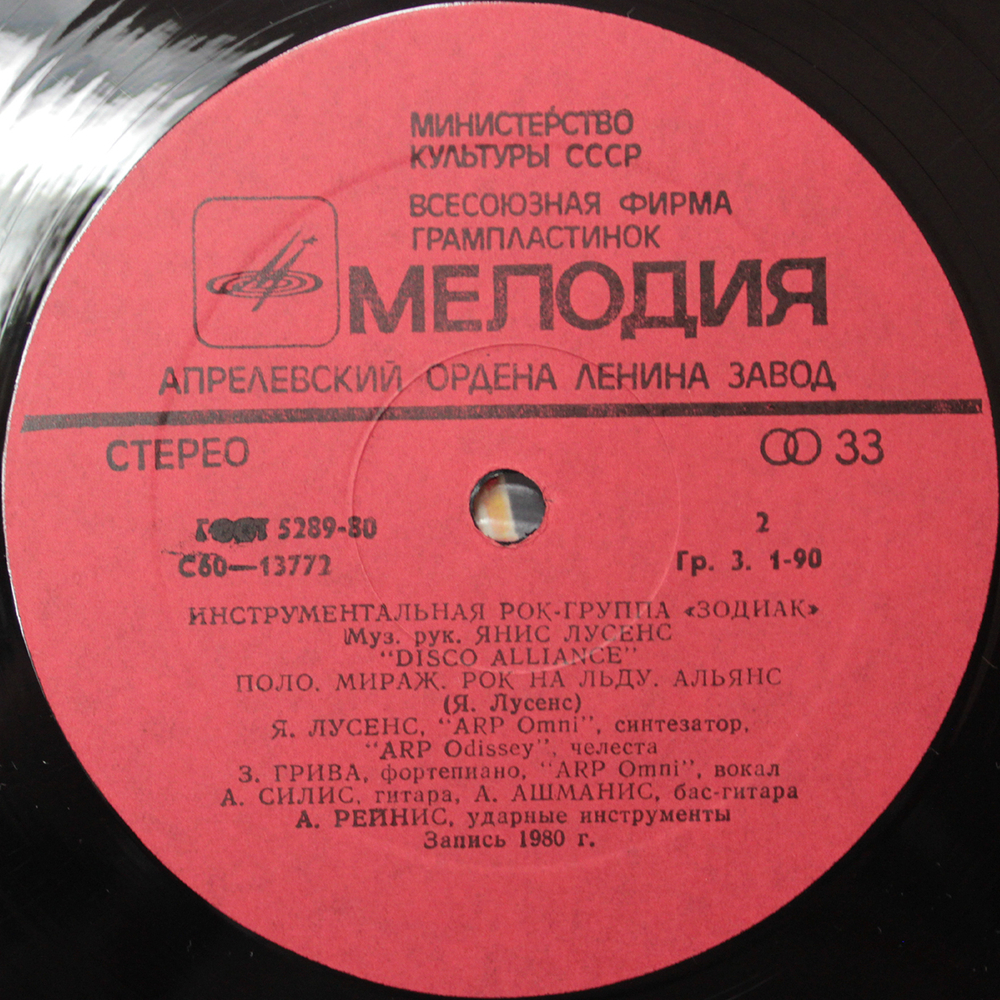 МИНИСТЕРСТВО
КУЛЬТУРЫ СССР
ВСЕСОЮЗНАЯ ФИРМА
ГРАМПЛАСТИНОК
МЕЛОДИЯ
АПРЕЛЕВСКИЙ ОРДЕНА ЛЕНИНА ЗАВОД
СТЕРЕО 33
ГОСТ 5289-80 2
С60—13772 Гр. 3. 1-90
ИНСТРУМЕНТАЛЬНАЯ РОК-ГРУППА «ЗОДИАК»
Муз. рук. ЯНИС ЛУСЕНС
"DISCO ALLIANCE"
ПОЛО. МИРАЖ. РОК НА ЛЬДУ. АЛЬЯНС
(Я. Лусенс)
Я. ЛУСЕНС, "ARP Omni", синтезатор,
"ARP Odissey", челеста
З. ГРИВА, фортепиано, "ARP Omni", вокал
А. СИЛИС, гитара, А. АШМАНИС, бас-гитара
А. РЕЙНИС, ударные инструменты
Запись 1980 г.